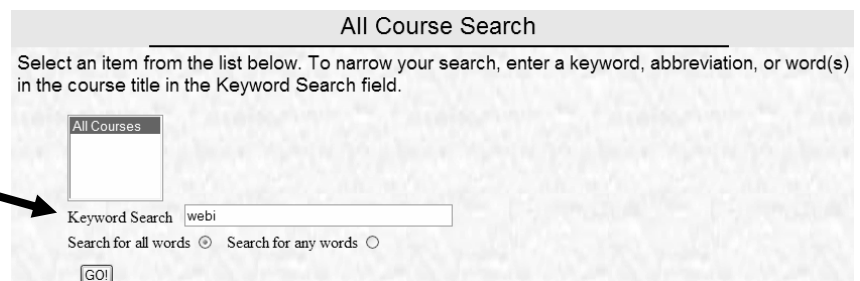 All Course Search
Select an item from the list below. To narrow your search, enter a keyword, abbreviation, or word(s)
in the course title in the Keyword Search field.
All Courses
Keyword Search webi
Search for all words Search for any words
GO!